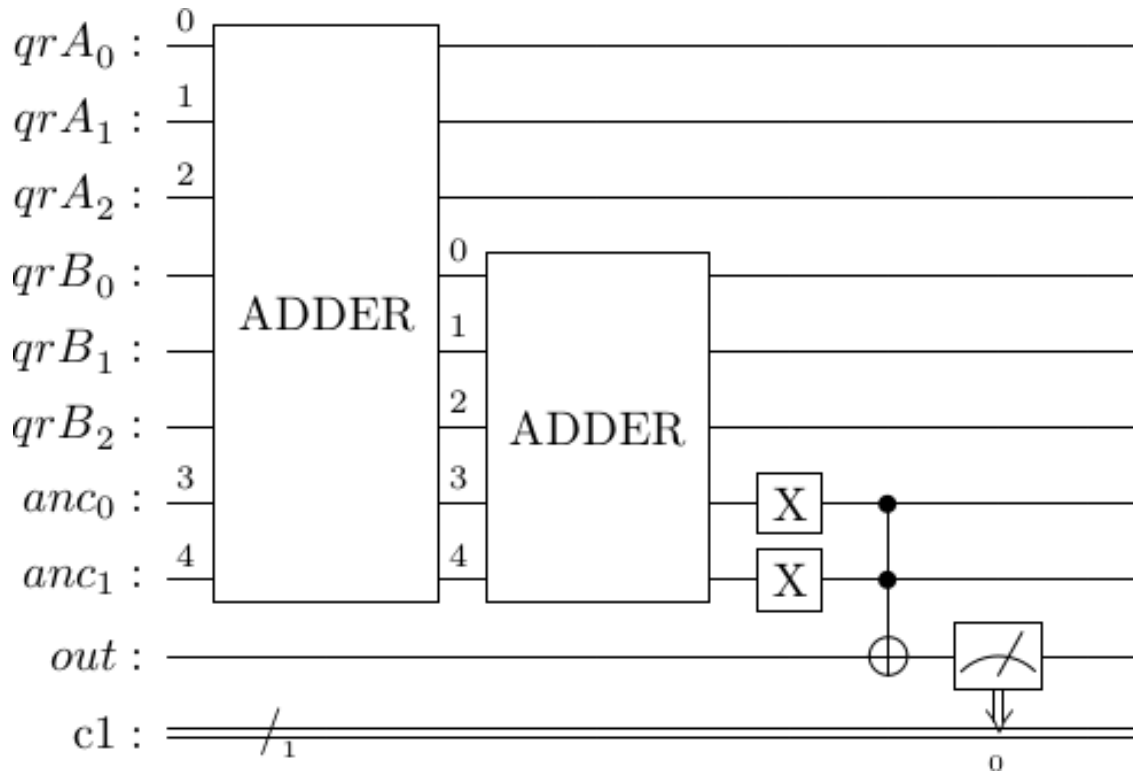 qrA₀ : 0
qrA₁ : 1
qrA₂ : 2
qrB₀ : 0
ADDER
qrB₁ : 1
qrB₂ : 2
ADDER
anc₀ : 3 3 X
anc₁ : 4 4 X
out :
c1 : 1
0